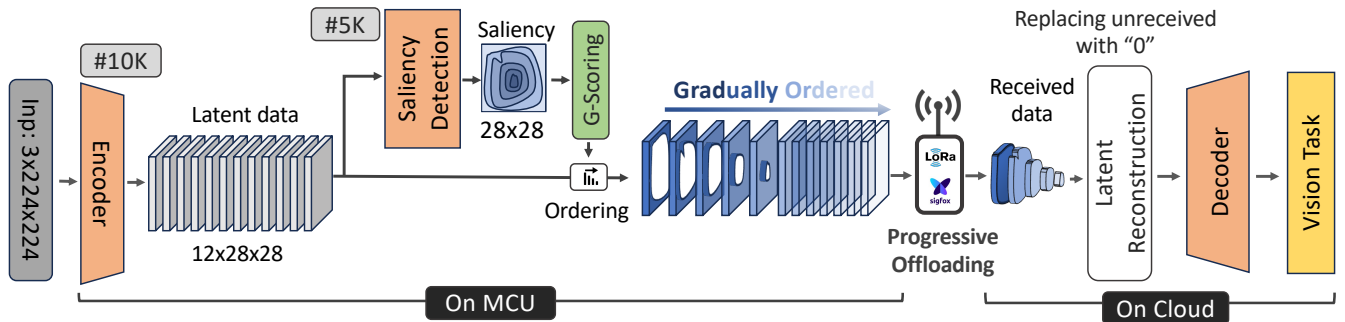 Inp: 3x224x224
#10K
Encoder
Latent data
12x28x28
#5K
Saliency
Detection
Saliency
28x28
G-Scoring
Ordering
Gradually Ordered
LoRa
sigfox
Progressive
Offloading
On MCU
Received
data
Replacing unreceived
with “0”
Latent
Reconstruction
Decoder
Vision Task
On Cloud